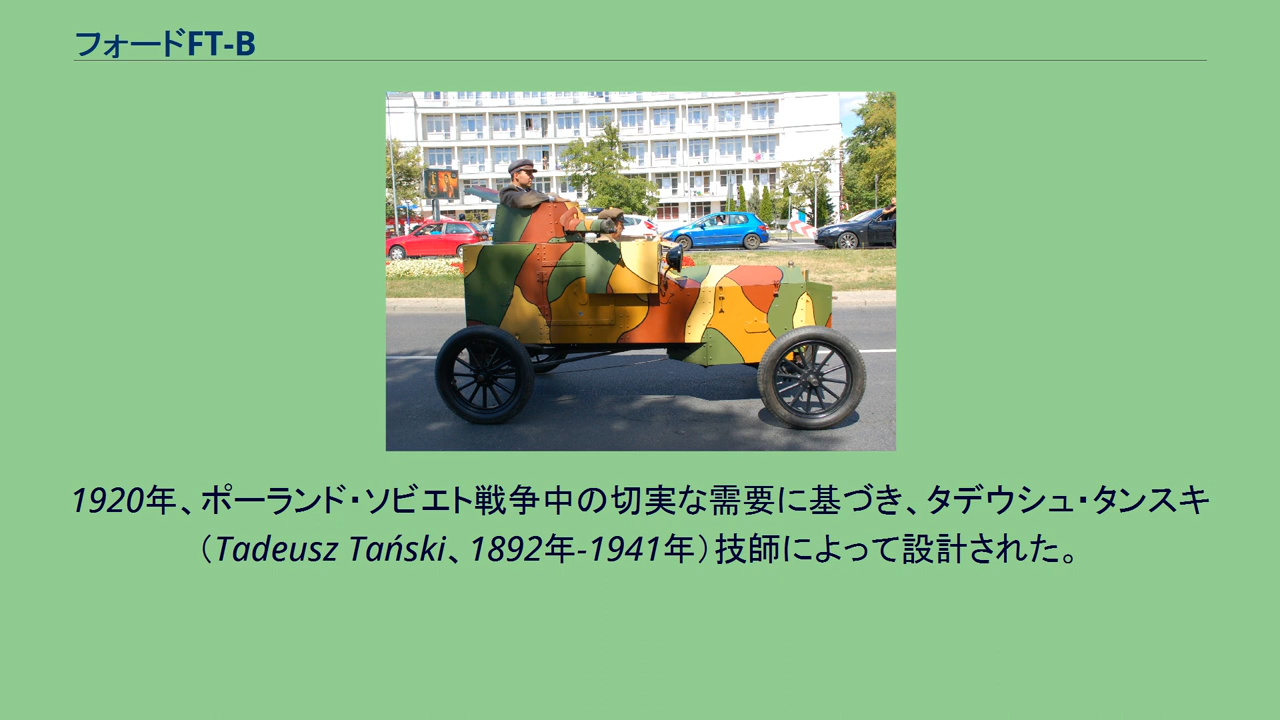 フォードFT-B
1920年、ポーランド・ソビエト戦争中の切実な需要に基づき、タデウシュ・タンスキ
（Tadeusz Tański、1892年-1941年）技師によって設計された。